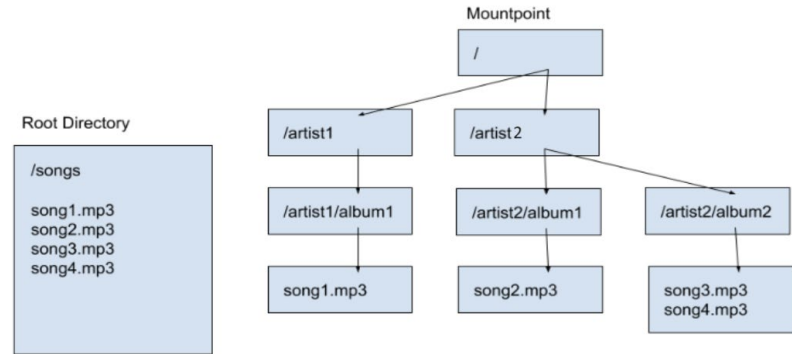 Mountpoint
/
Root Directory
/songs
song1.mp3
song2.mp3
song3.mp3
song4.mp3
/artist1
/artist2
/artist1/album1
/artist2/album1
/artist2/album2
song1.mp3
song2.mp3
song3.mp3
song4.mp3